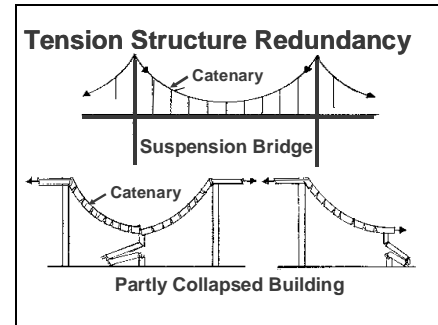 Tension Structure Redundancy
Catenary
Suspension Bridge
Catenary
Partly Collapsed Building